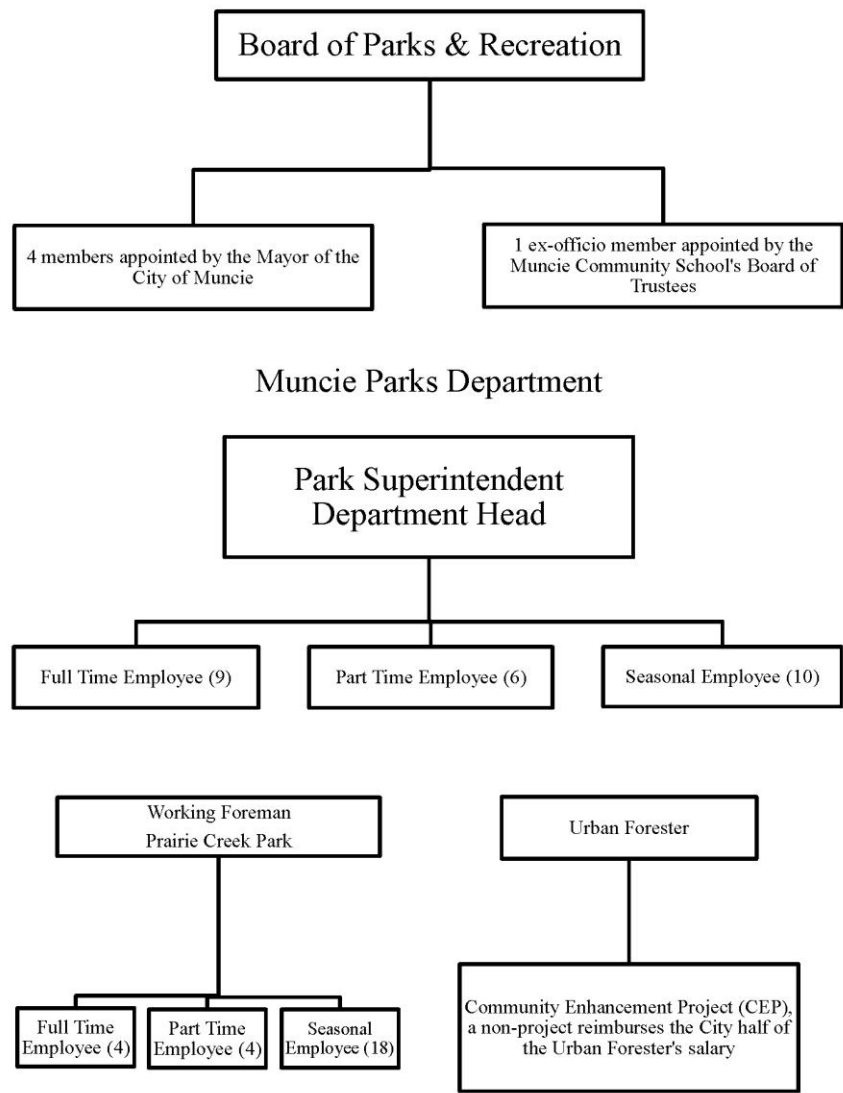 Board of Parks & Recreation
4 members appointed by the Mayor of the
City of Muncie
1 ex-officio member appointed by the
Muncie Community School's Board of
Trustees
Muncie Parks Department
Park Superintendent
Department Head
Full Time Employee (9)
Part Time Employee (6)
Seasonal Employee (10)
Working Foreman
Prairie Creek Park
Urban Forester
Full Time
Employee (4)
Part Time
Employee (4)
Seasonal
Employee (18)
Community Enhancement Project (CEP),
a non-project reimburses the City half of
the Urban Forester's salary